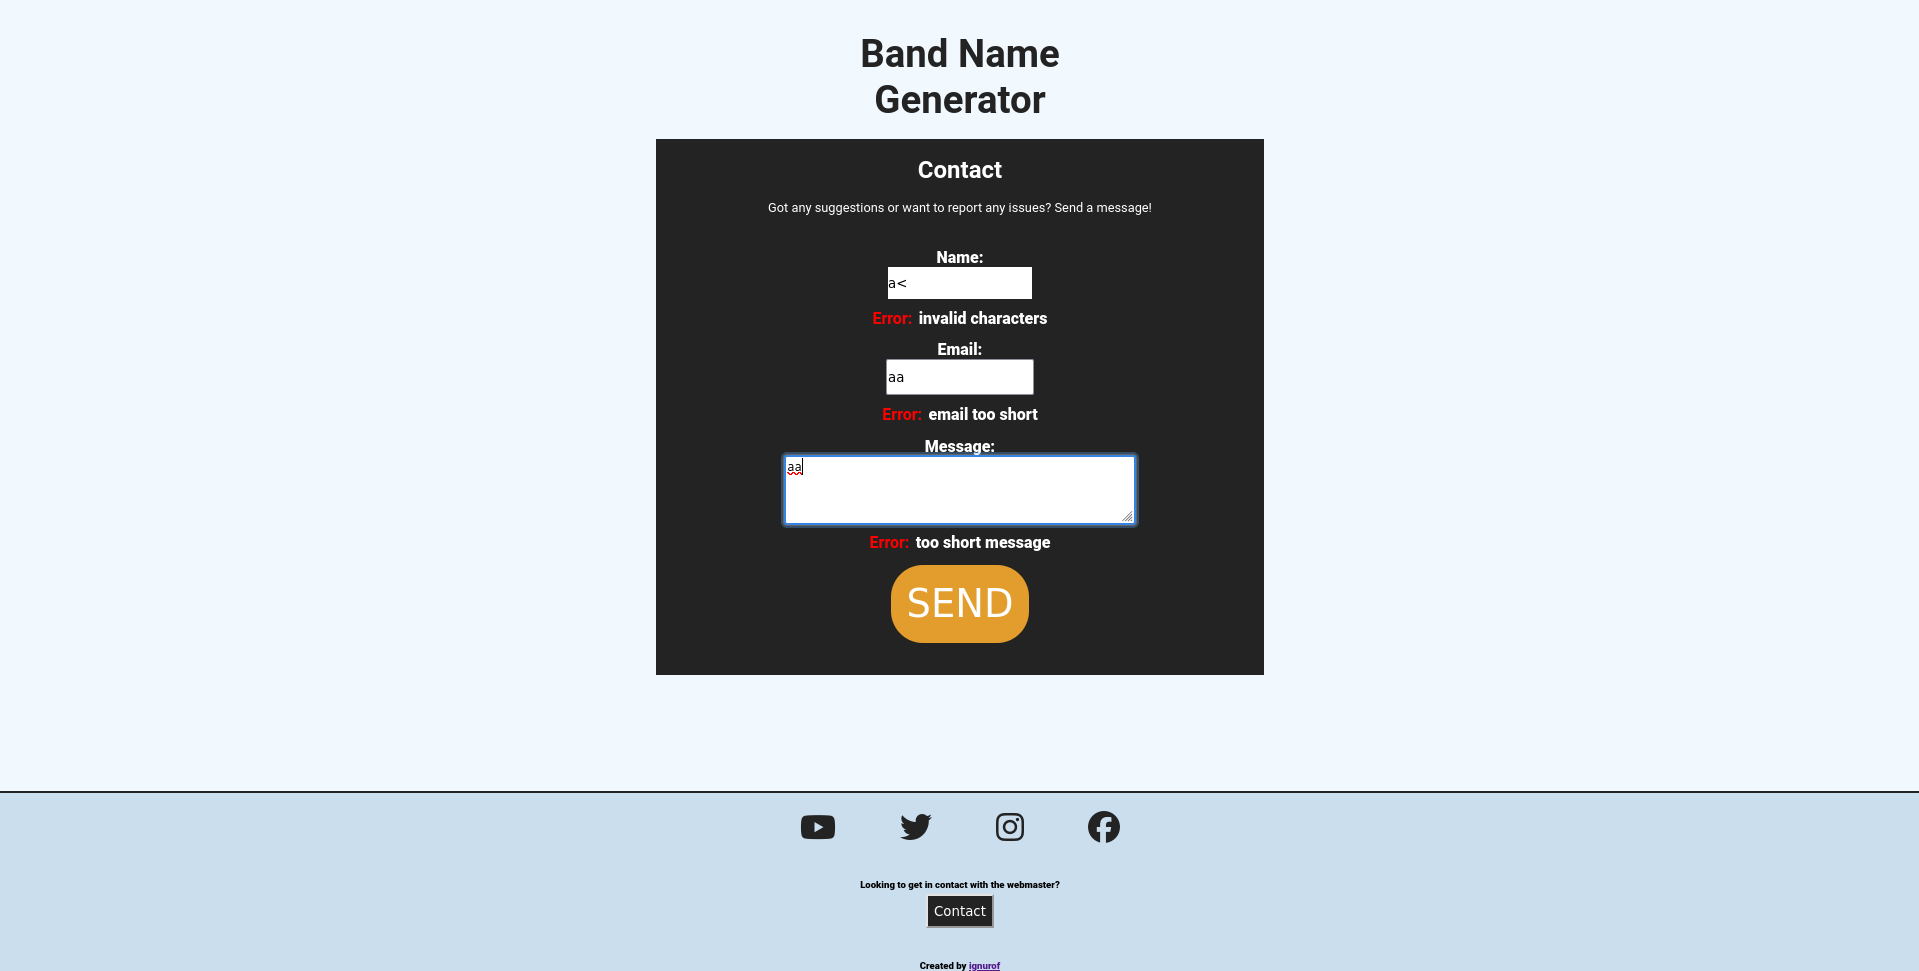 Band Name
Generator
Contact
Got any suggestions or want to report any issues? Send a message!
Name:
a<
Error: invalid characters
Email:
aa
Error: email too short
Message:
aa
Error: too short message
SEND
Looking to get in contact with the webmaster?
Contact
Created by ignurof